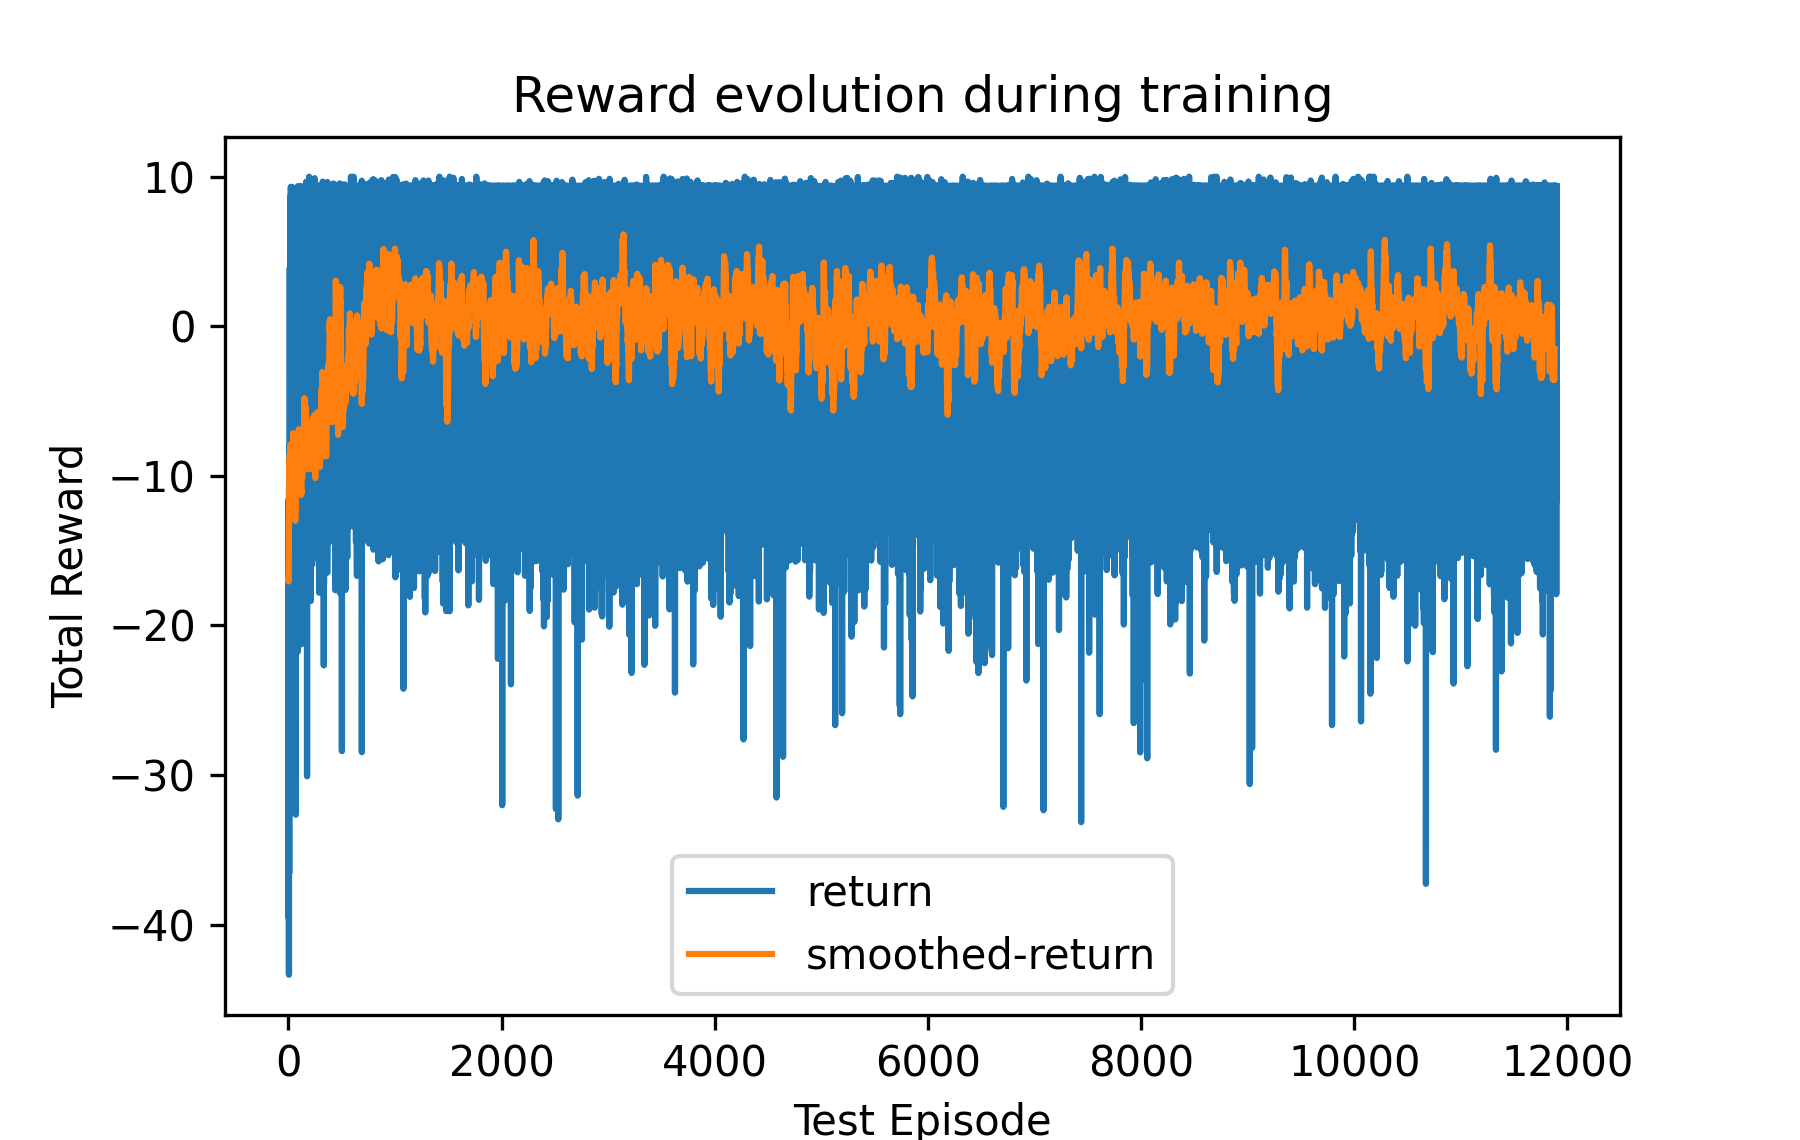 Reward evolution during training
10
0
−10
−20
−30
−40
Total Reward
return
smoothed-return
0 2000 4000 6000 8000 10000 12000
Test Episode